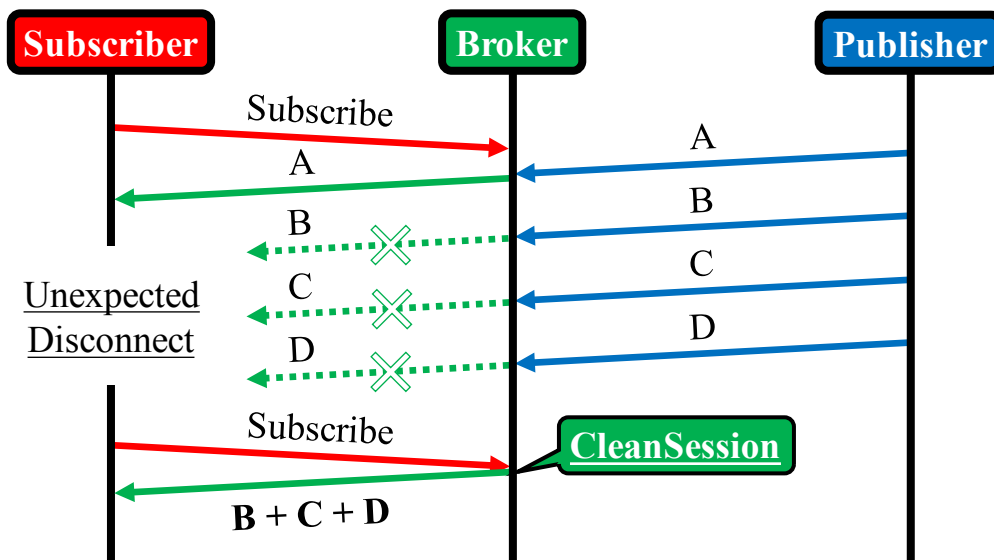 Subscriber
Broker
Publisher
Subscribe
A
A
B
B
C
C
D
D
Unexpected
Disconnect
Subscribe
CleanSession
B + C + D